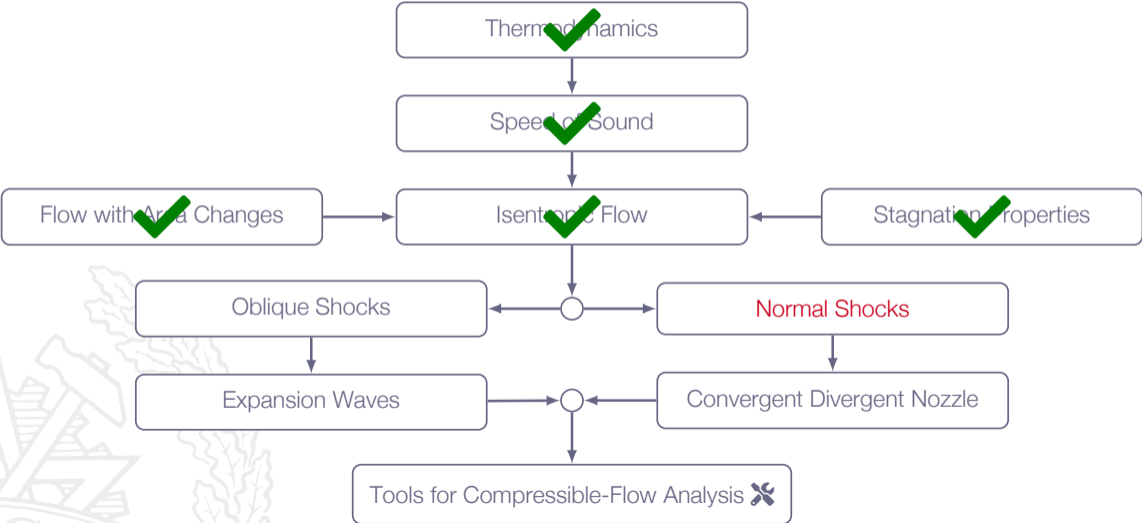 Thermodynamics
Speed of Sound
Flow with Area Changes
Isentropic Flow
Stagnation Properties
Oblique Shocks
Normal Shocks
Expansion Waves
Convergent Divergent Nozzle
Tools for Compressible-Flow Analysis